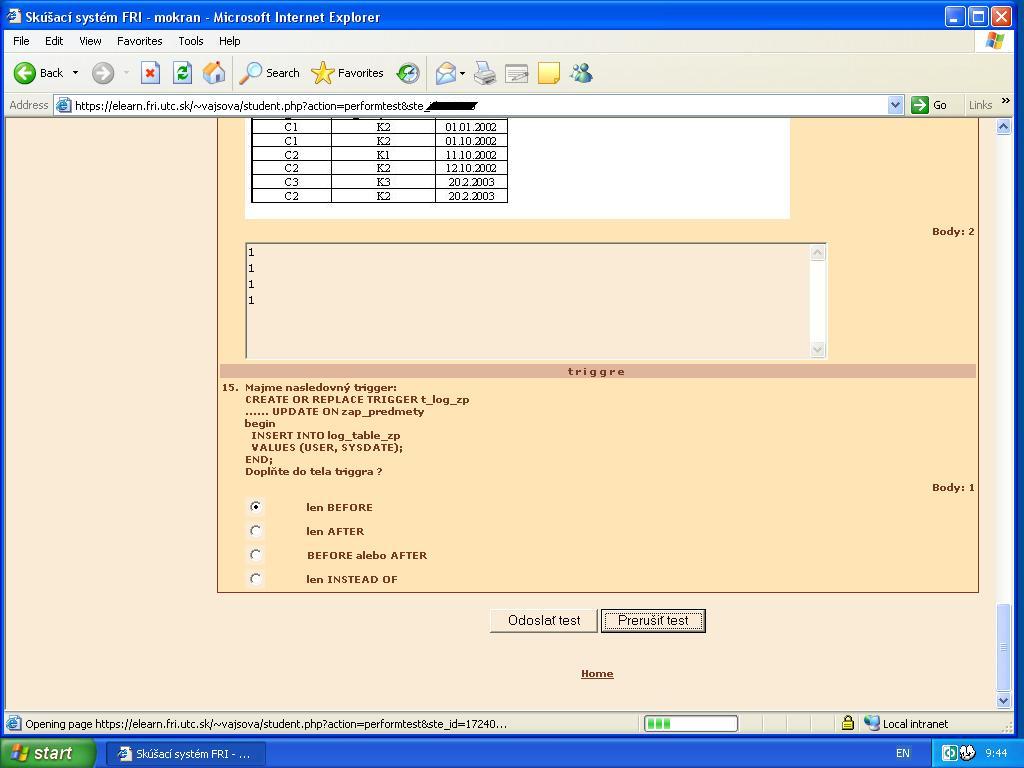 Skúšací systém FRI - mokran - Microsoft Internet Explorer
File Edit View Favorites Tools Help
Back Search Favorites
Address https://elearn.fri.utc.sk/~vajsova/student.php?action=performtest&ste_ Go Links »
C1 K2 01.01.2002
C1 K2 01.10.2002
C2 K1 11.10.2002
C2 K2 12.10.2002
C3 K3 20.2.2003
C2 K2 20.2.2003
Body: 2
1
1
1
1
triggre
15. Majme nasledovný trigger:
CREATE OR REPLACE TRIGGER t_log_zp
...... UPDATE ON zap_predmety
begin
INSERT INTO log_table_zp
VALUES (USER, SYSDATE);
END;
Doplňte do tela triggra ?
Body: 1
len BEFORE
len AFTER
BEFORE alebo AFTER
len INSTEAD OF
Odoslať test Prerušiť test
Home
Opening page https://elearn.fri.utc.sk/~vajsova/student.php?action=performtest&ste_id=17240... Local intranet
start Skúšací systém FRI - ... EN 9:44